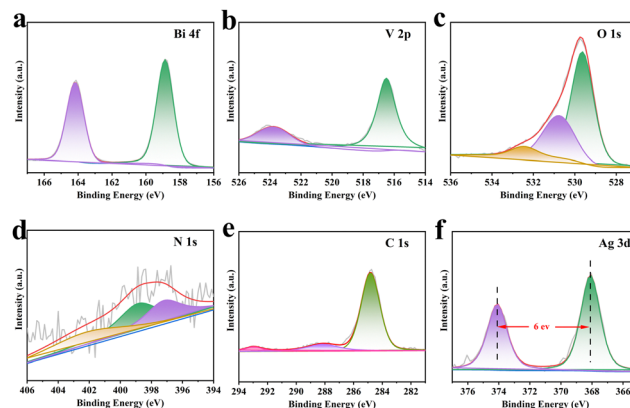 a
Bi 4f
Intensity (a.u.)
166 164 162 160 158 156
Binding Energy (eV)
b
V 2p
Intensity (a.u.)
526 524 522 520 518 516 514
Binding Energy (eV)
c
O 1s
Intensity (a.u.)
536 534 532 530 528
Binding Energy (eV)
d
N 1s
Intensity (a.u.)
406 404 402 400 398 396 394
Binding Energy (eV)
e
C 1s
Intensity (a.u.)
294 292 290 288 286 284 282
Binding Energy (eV)
f
Ag 3d
6 ev
Intensity (a.u.)
376 374 372 370 368 366
Binding Energy (eV)